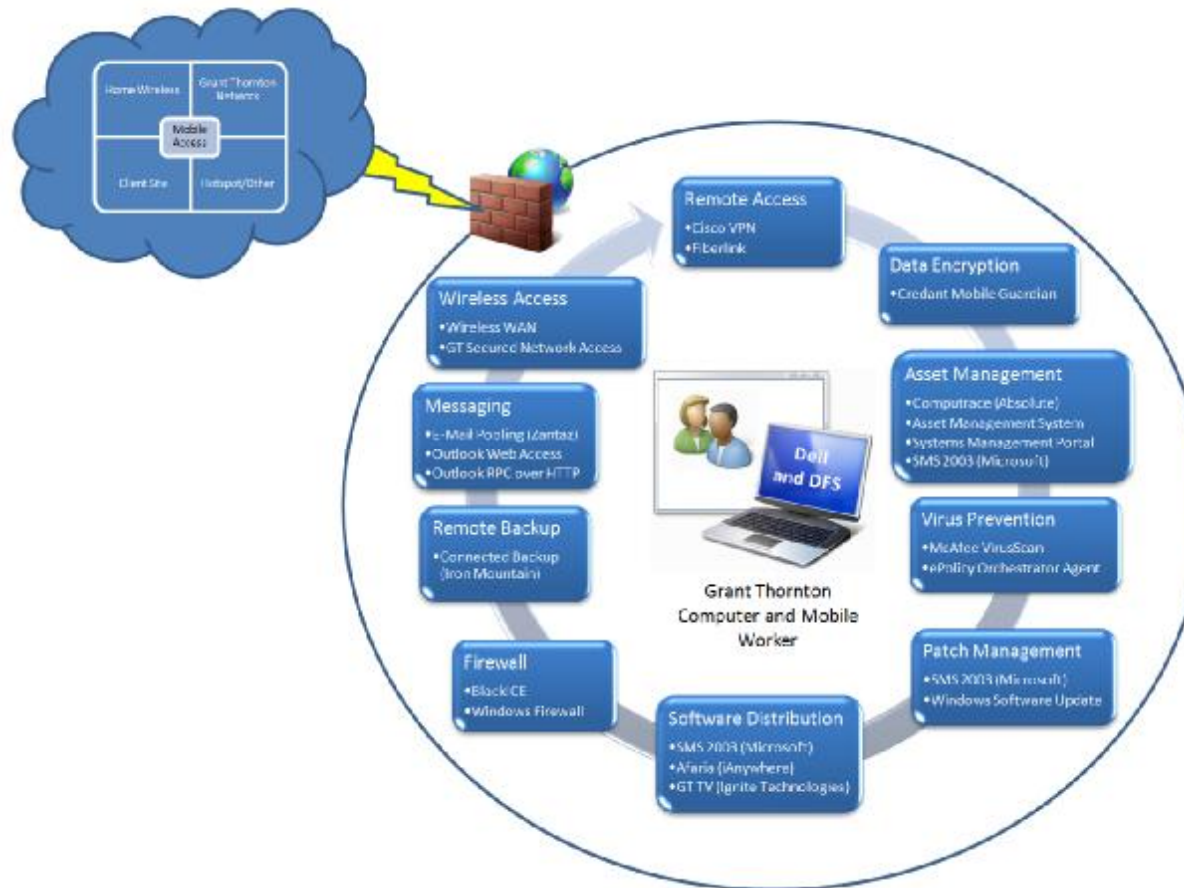 Home Wireless
Grant Thornton
Network
Mobile
Access
Client Site
Hotspot/Other
Remote Access
•Cisco VPN
•Fiberlink
Data Encryption
•Credant Mobile Guardian
Asset Management
•Computrace (Absolute)
•Asset Management System
•Systems Management Portal
•SMS 2003 (Microsoft)
Virus Prevention
•McAfee VirusScan
•ePolicy Orchestrator Agent
Patch Management
•SMS 2003 (Microsoft)
•Windows Software Update
Software Distribution
•SMS 2003 (Microsoft)
•Afaria (iAnywhere)
•GT TV (Ignite Technologies)
Firewall
•BlackICE
•Windows Firewall
Remote Backup
•Connected Backup
(Iron Mountain)
Messaging
•E-Mail Pooling (Zantaz)
•Outlook Web Access
•Outlook RPC over HTTP
Wireless Access
•Wireless WAN
•GT Secured Network Access
Dell
and DFS
Grant Thornton
Computer and Mobile
Worker